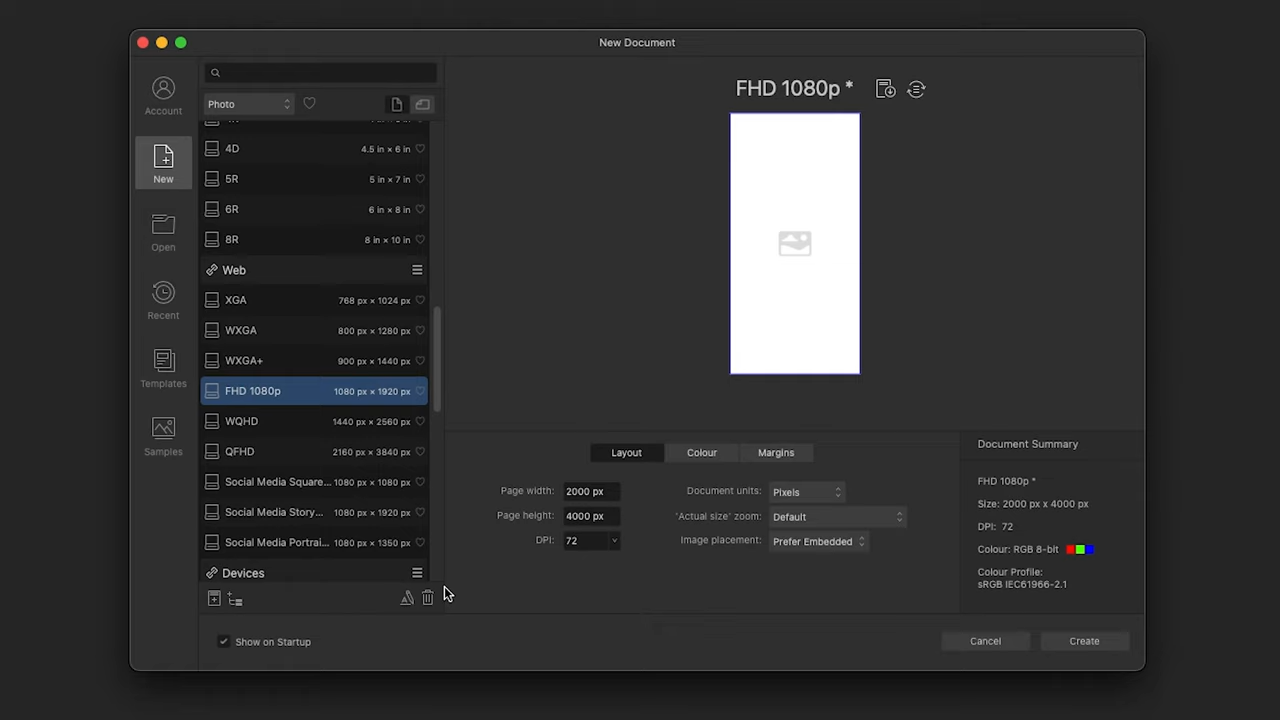 New Document
Account
New
Open
Recent
Templates
Samples
Photo
4D 4.5 in × 6 in
5R 5 in × 7 in
6R 6 in × 8 in
8R 8 in × 10 in
Web
XGA 768 px × 1024 px
WXGA 800 px × 1280 px
WXGA+ 900 px × 1440 px
FHD 1080p 1080 px × 1920 px
WQHD 1440 px × 2560 px
QFHD 2160 px × 3840 px
Social Media Square... 1080 px × 1080 px
Social Media Story... 1080 px × 1920 px
Social Media Portrai... 1080 px × 1350 px
Devices
Show on Startup
FHD 1080p *
Layout Colour Margins
Page width: 2000 px
Page height: 4000 px
DPI: 72
Document units: Pixels
'Actual size' zoom: Default
Image placement: Prefer Embedded
Document Summary
FHD 1080p *
Size: 2000 px x 4000 px
DPI: 72
Colour: RGB 8-bit
Colour Profile:
sRGB IEC61966-2.1
Cancel Create